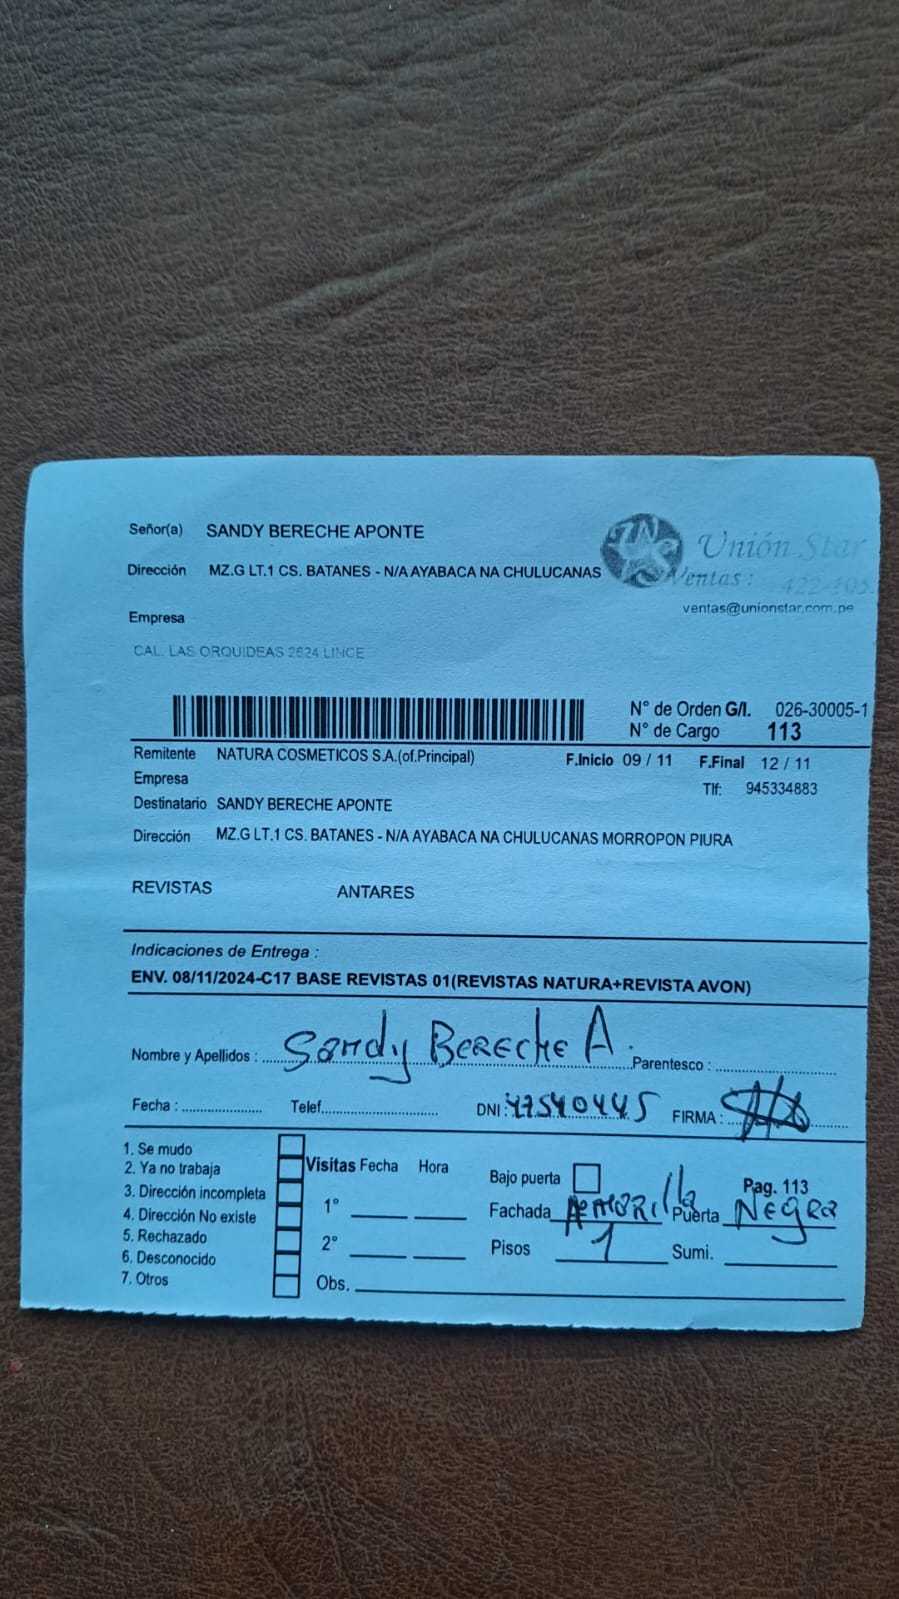 Señor(a) SANDY BERECHE APONTE
Unión Star
Dirección MZ.G LT.1 CS. BATANES - N/A AYABACA NA CHULUCANAS
Ventas :
ventas@unionstar.com.pe
Empresa
CAL. LAS ORQUIDEAS 2624 LINCE
N° de Orden G/I. 026-30005-1
N° de Cargo 113
Remitente NATURA COSMETICOS S.A.(of.Principal) F.Inicio 09 / 11 F.Final 12 / 11
Empresa Tlf: 945334883
Destinatario SANDY BERECHE APONTE
Dirección MZ.G LT.1 CS. BATANES - N/A AYABACA NA CHULUCANAS MORROPON PIURA
REVISTAS ANTARES
Indicaciones de Entrega :
ENV. 08/11/2024-C17 BASE REVISTAS 01(REVISTAS NATURA+REVISTA AVON)
Nombre y Apellidos : Sandy BERECHE A. Parentesco :
Fecha : Telef. DNI : 47540445 FIRMA :
1. Se mudo
2. Ya no trabaja
3. Dirección incompleta
4. Dirección No existe
5. Rechazado
6. Desconocido
7. Otros
Visitas Fecha Hora
1°
2°
Obs.
Bajo puerta Pag. 113
Fachada AMARilla Puerta NEGRA
Pisos 1 Sumi.